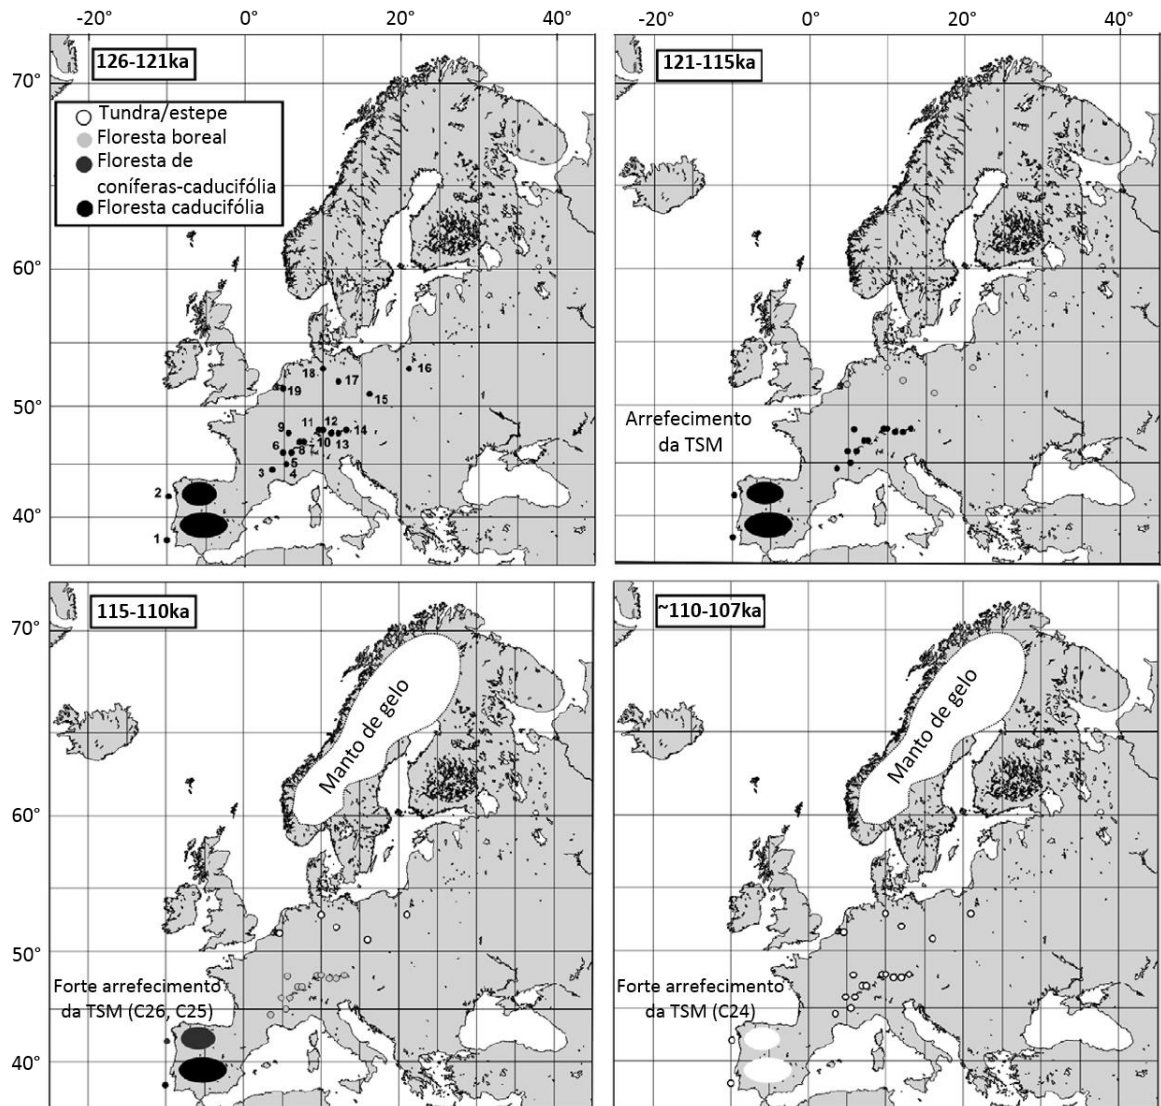 -20° 0° 20° 40°
-20° 0° 20° 40°
126-121ka
Tundra/estepe
Floresta boreal
Floresta de
coníferas-caducifólia
Floresta caducifólia
70°
60°
50°
40°
18
19
17
16
15
9
11
12
14
10
13
6
8
7
5
3
4
2
1
121-115ka
Arrefecimento
da TSM
115-110ka
70°
60°
50°
40°
Manto de gelo
Forte arrefecimento
da TSM (C26, C25)
~110-107ka
Manto de gelo
Forte arrefecimento
da TSM (C24)